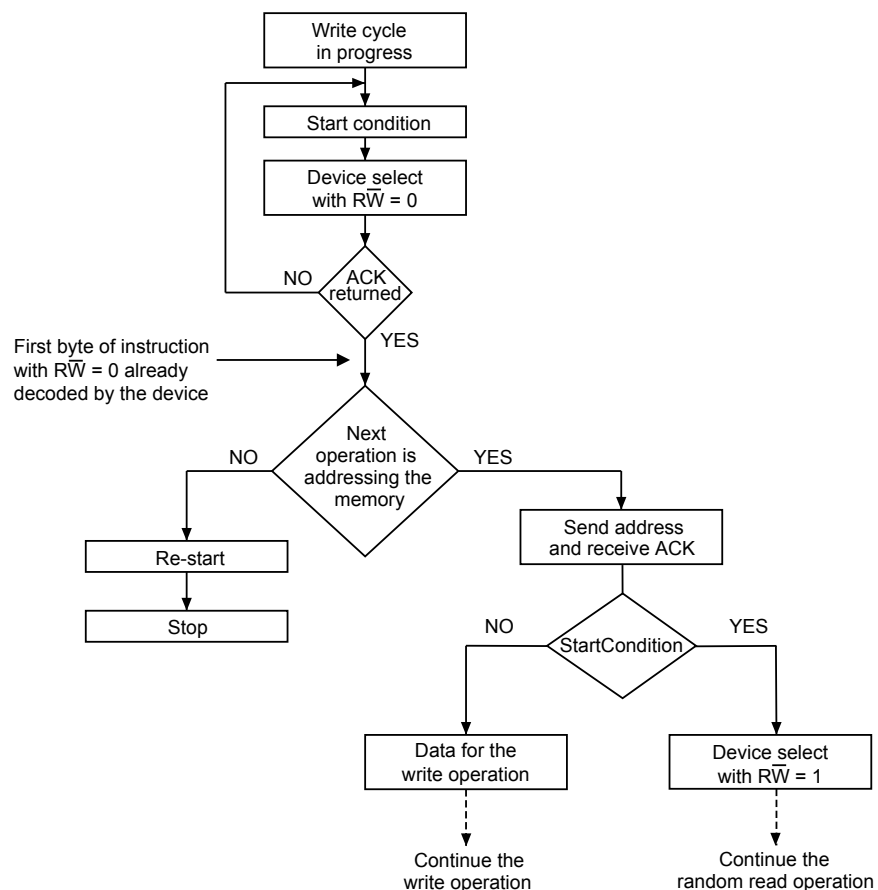 Write cycle
in progress
Start condition
Device select
with RW̅ = 0
NO
ACK
returned
YES
First byte of instruction
with RW̅ = 0 already
decoded by the device
NO
Next
operation is
addressing the
memory
YES
Send address
and receive ACK
Re-start
Stop
NO
StartCondition
YES
Data for the
write operation
Device select
with RW̅ = 1
Continue the
write operation
Continue the
random read operation